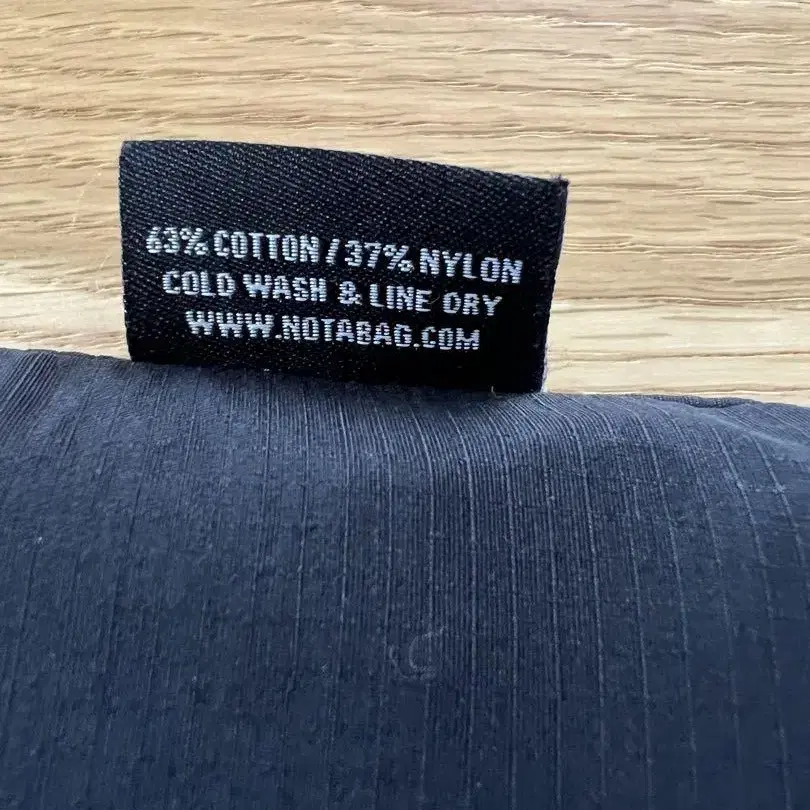 63% COTTON / 37% NYLON
COLD WASH & LINE DRY
WWW.NOTABAG.COM